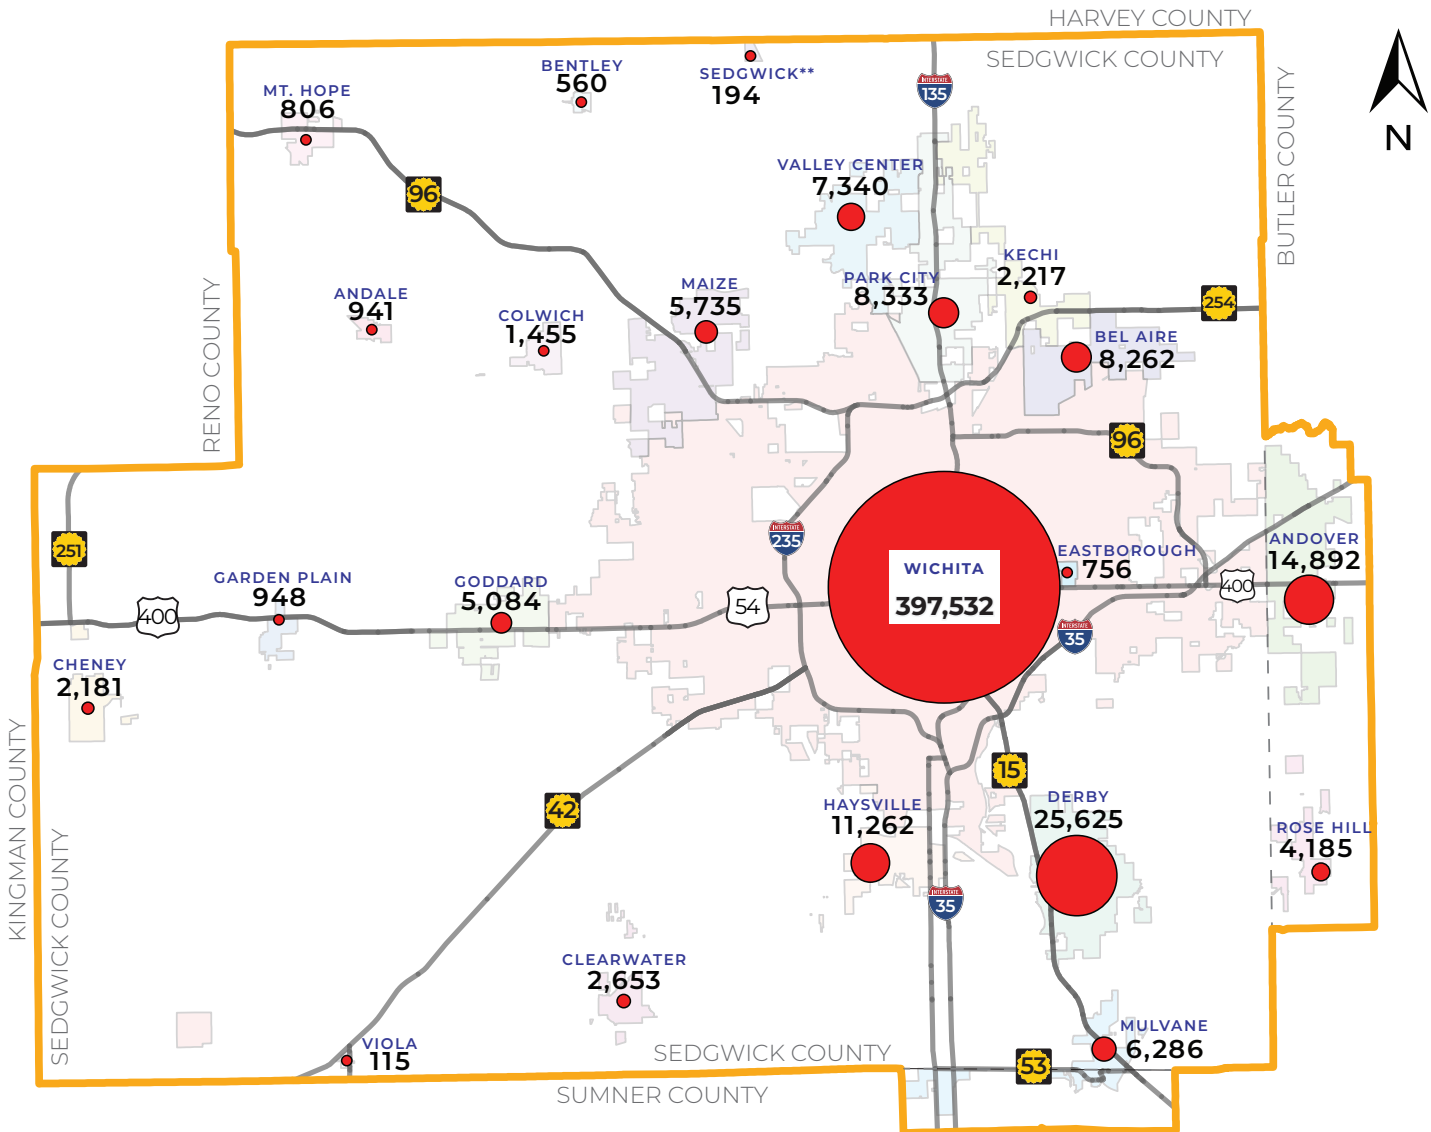 HARVEY COUNTY
SEDGWICK COUNTY
BUTLER COUNTY
N
BENTLEY
560
SEDGWICK**
194
INTERSTATE
135
MT. HOPE
806
96
VALLEY CENTER
7,340
KECHI
2,217
PARK CITY
8,333
254
MAIZE
5,735
ANDALE
941
COLWICH
1,455
BEL AIRE
8,262
RENO COUNTY
96
251
INTERSTATE
235
WICHITA
397,532
EASTBOROUGH
756
ANDOVER
14,892
400
GARDEN PLAIN
948
GODDARD
5,084
54
400
INTERSTATE
35
CHENEY
2,181
KINGMAN COUNTY
SEDGWICK COUNTY
42
15
HAYSVILLE
11,262
DERBY
25,625
ROSE HILL
4,185
INTERSTATE
35
CLEARWATER
2,653
VIOLA
115
MULVANE
6,286
SEDGWICK COUNTY
53
SUMNER COUNTY